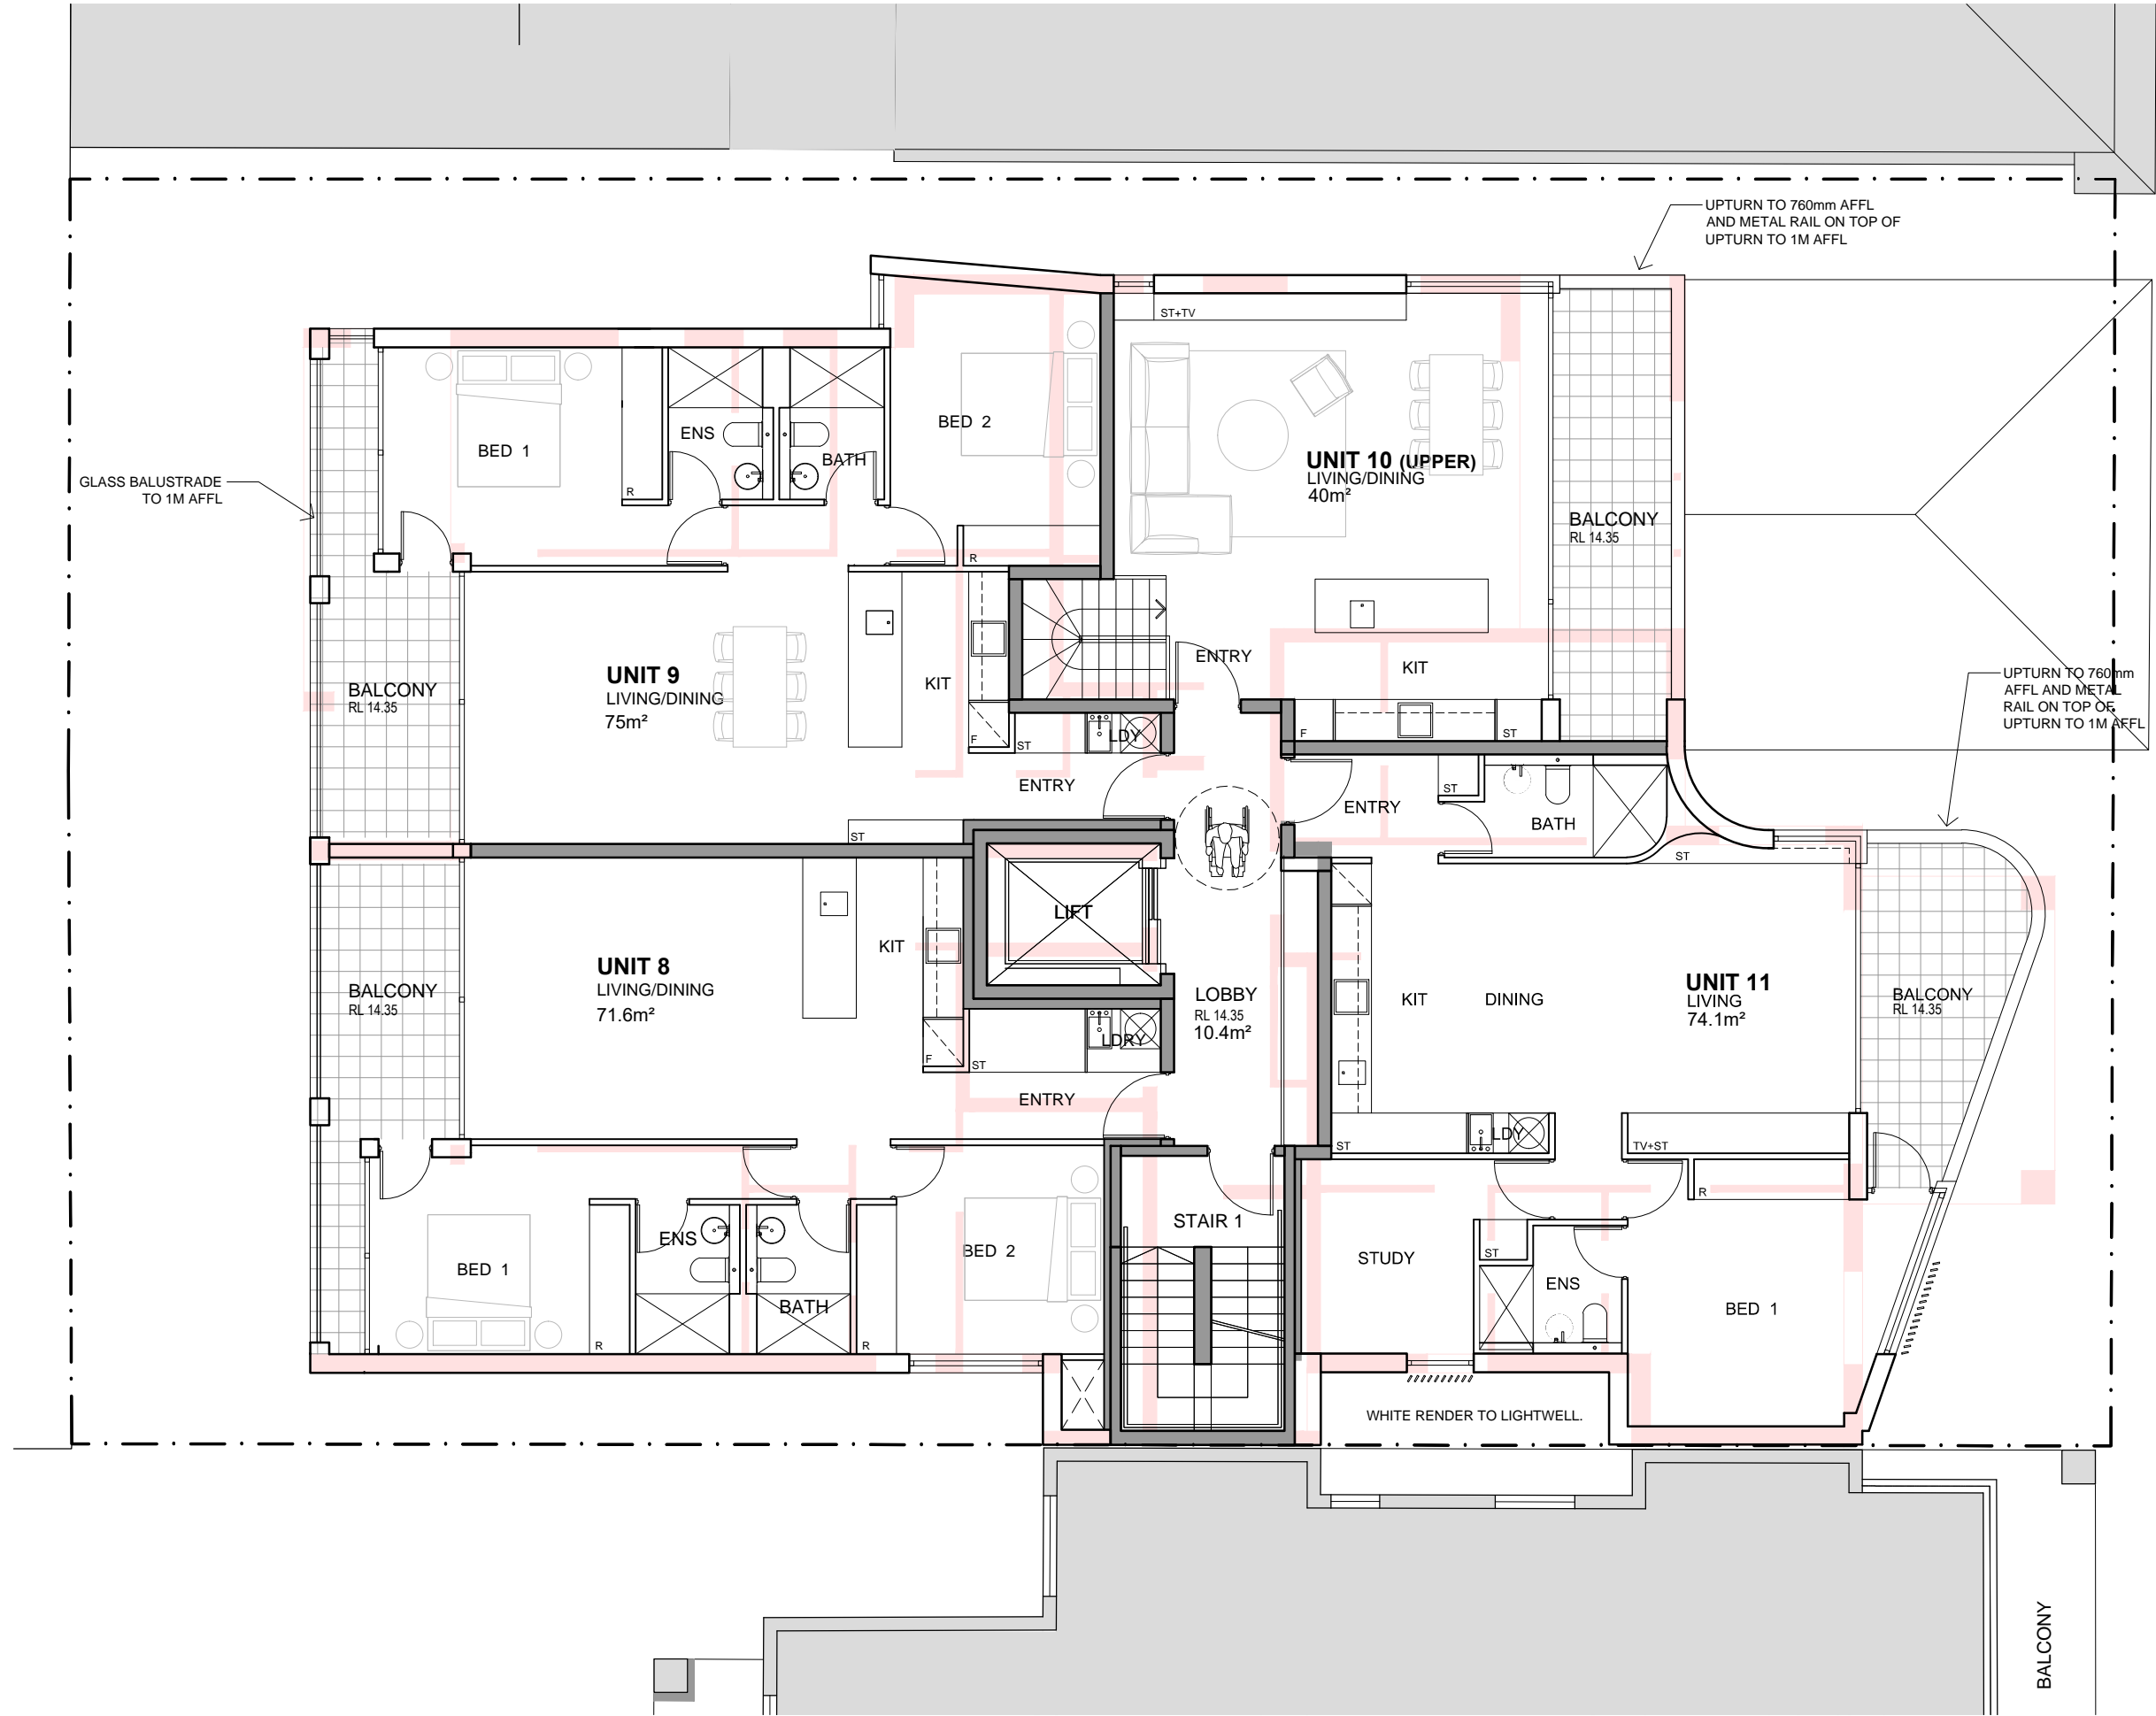 UPTURN TO 760mm AFFL
AND METAL RAIL ON TOP OF
UPTURN TO 1M AFFL
ST+TV
BED 2
ENS
BED 1
BATH
R
R
GLASS BALUSTRADE
TO 1M AFFL
UNIT 10 (UPPER)
LIVING/DINING
40m²
BALCONY
RL 14.35
ENTRY
KIT
F
ST
UNIT 9
LIVING/DINING
75m²
KIT
BALCONY
RL 14.35
F
ST
LDY
ENTRY
ST
UPTURN TO 760mm
AFFL AND METAL
RAIL ON TOP OF
UPTURN TO 1M AFFL
ENTRY
ST
BATH
ST
LIFT
UNIT 8
LIVING/DINING
71.6m²
KIT
BALCONY
RL 14.35
F
ST
LDRY
ENTRY
LOBBY
RL 14.35
10.4m²
KIT
DINING
UNIT 11
LIVING
74.1m²
BALCONY
RL 14.35
ST
LDY
TV+ST
R
BED 1
ENS
BATH
BED 2
R
R
STAIR 1
STUDY
ST
ENS
BED 1
WHITE RENDER TO LIGHTWELL.
BALCONY